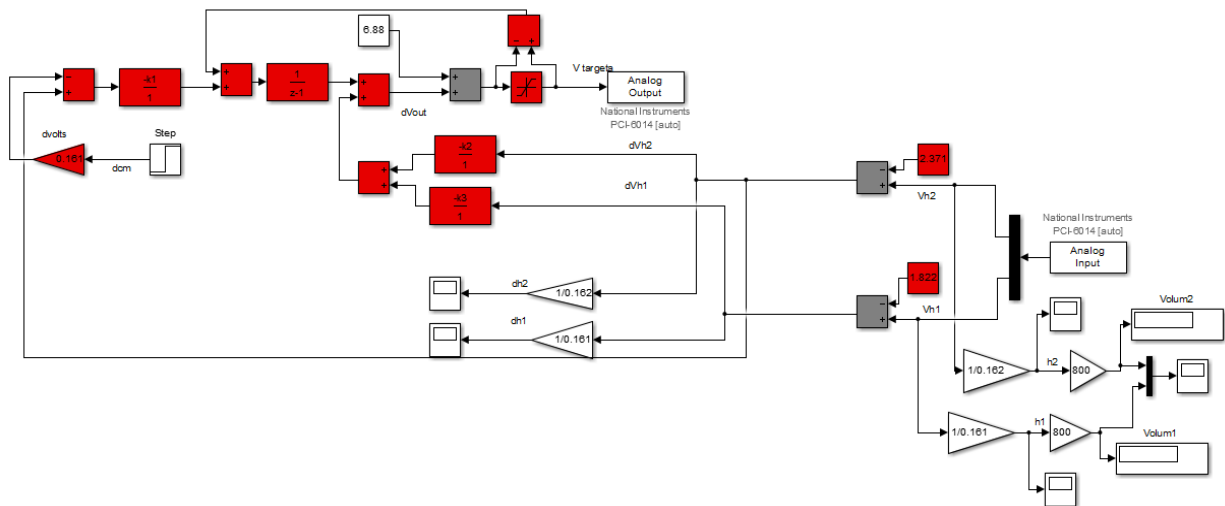 6.88
V targeta
Analog
Output
National Instruments
PCI-6014 [auto]
-k1
1
1
z-1
dVout
dvolts
Step
0.161
dcm
-k2
1
dVh2
dVh1
-k3
1
2.371
Vh2
National Instruments
PCI-6014 [auto]
Analog
Input
1.822
Vh1
dh2
1/0.162
dh1
1/0.161
Volum2
1/0.162
h2
800
1/0.161
h1
800
Volum1